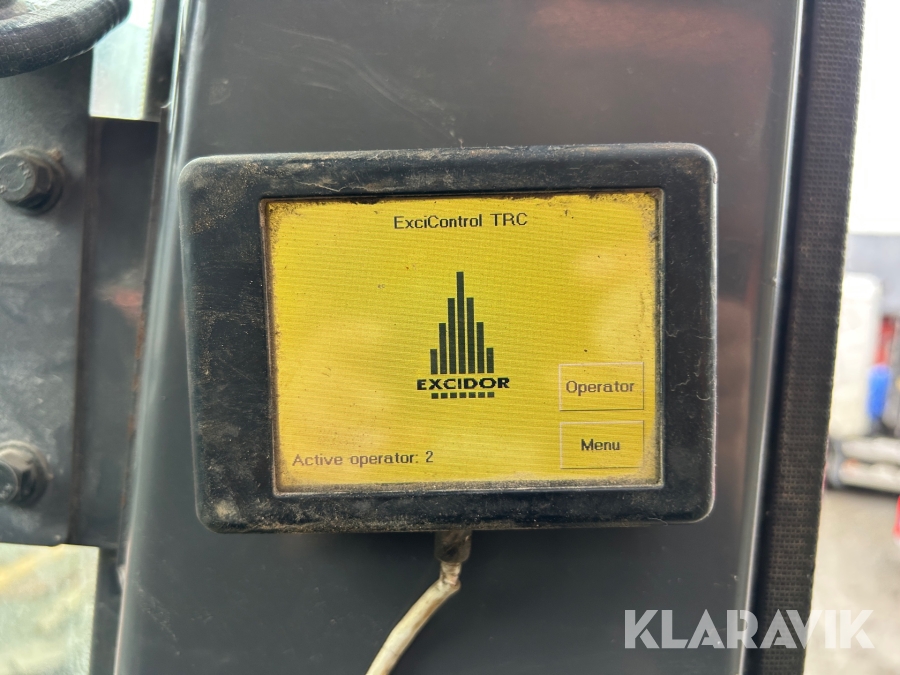 ExciControl TRC
EXCIDOR
Operator
Menu
Active operator: 2
KLARAVIK